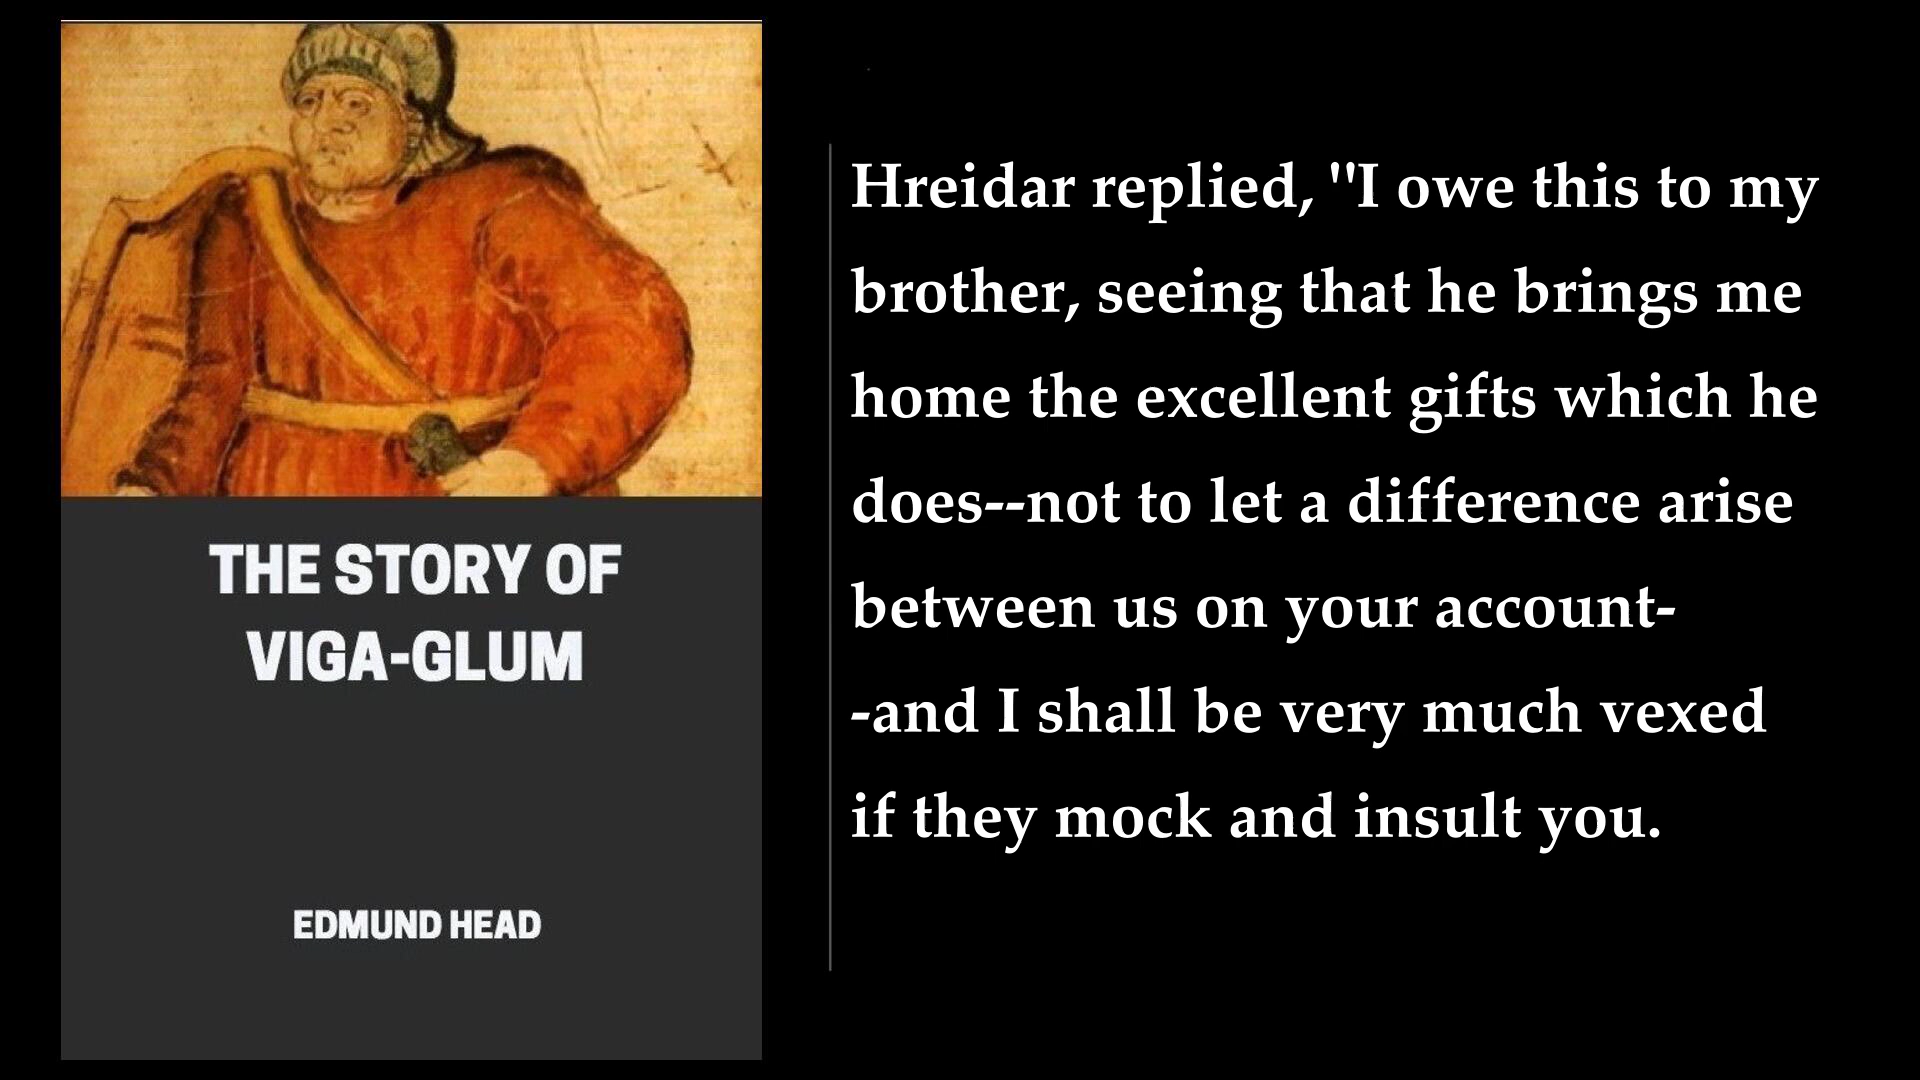 THE STORY OF
VIGA-GLUM
EDMUND HEAD
Hreidar replied, "I owe this to my
brother, seeing that he brings me
home the excellent gifts which he
does--not to let a difference arise
between us on your account-
-and I shall be very much vexed
if they mock and insult you.